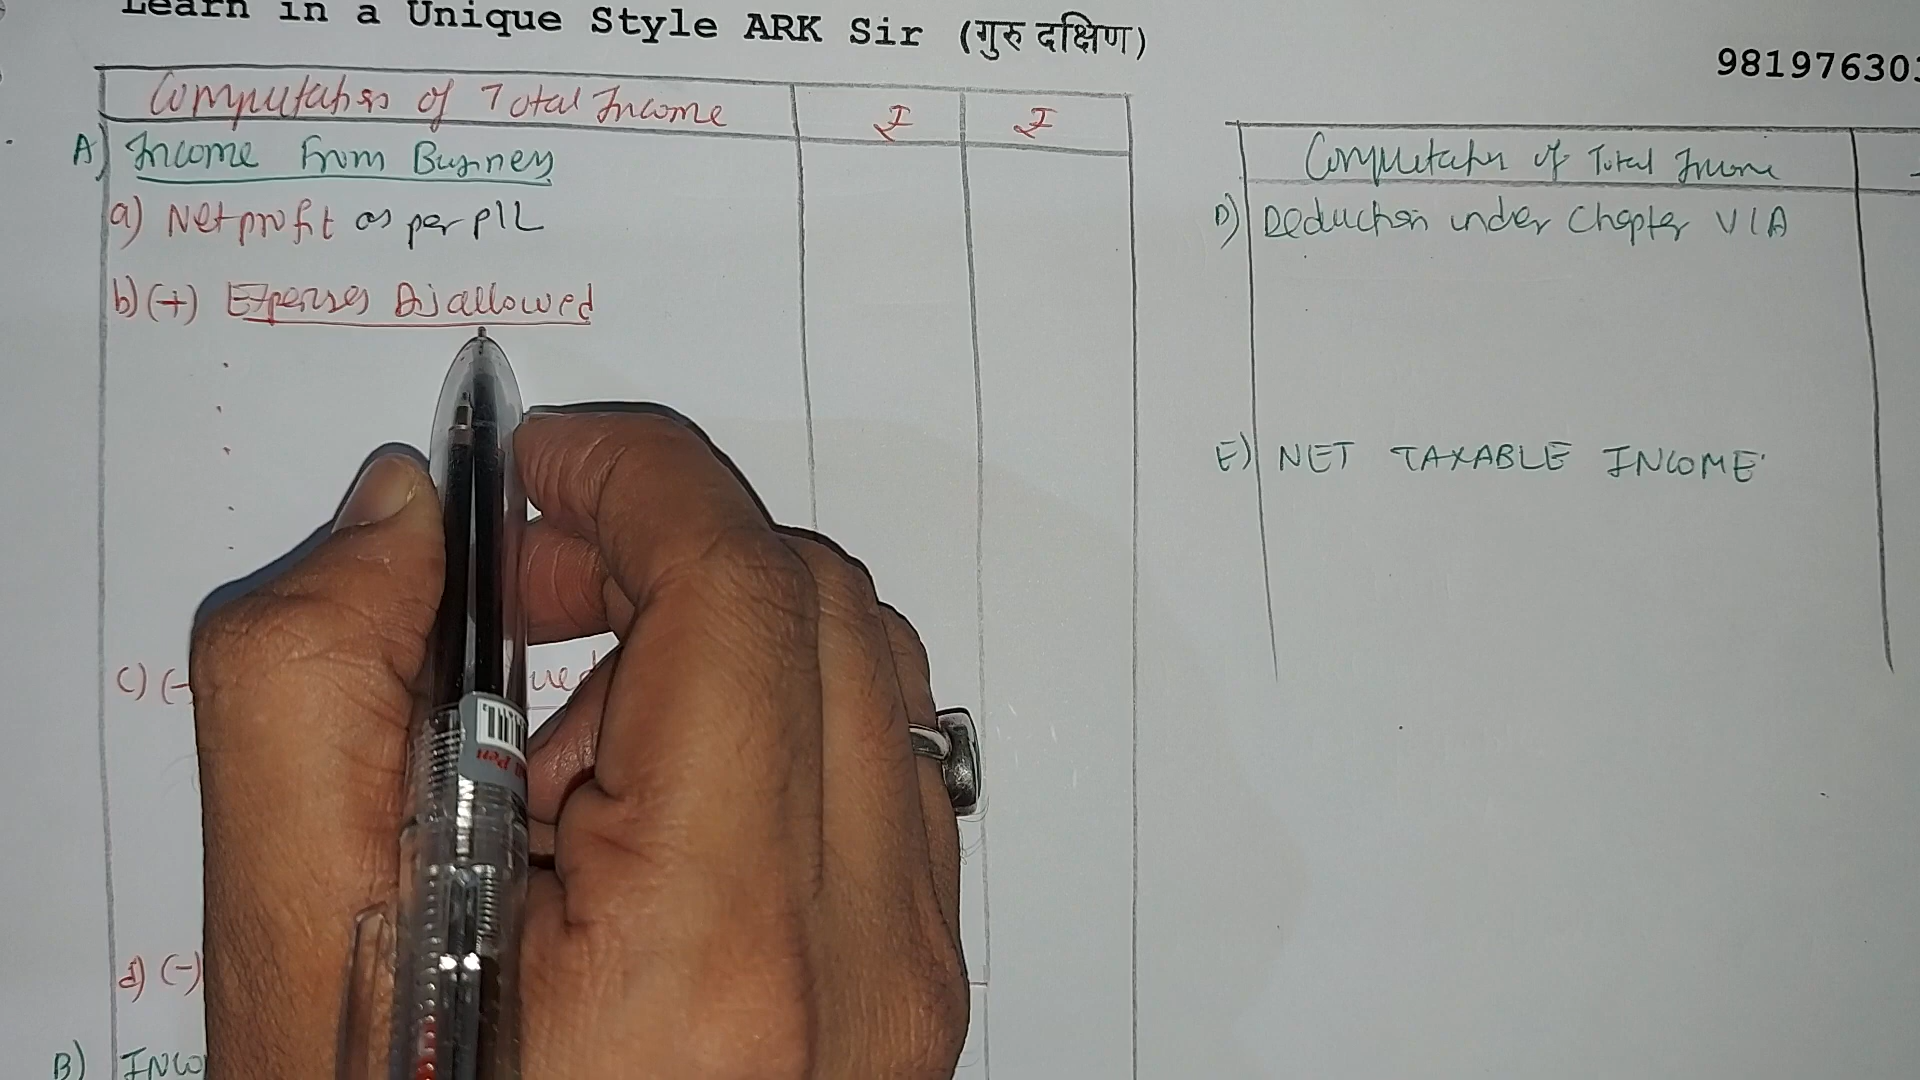 Learn in a Unique Style ARK Sir (गुरु दक्षिण)
9819763
Computation of Total Income ₹ ₹
A) Income from Business
a) Net profit as per P/L
b) (+) Expenses Disallowed
c) (-
d) (-)
B) INCO
Computation of Total Income
D) Deduction under Chapter VIA
E) NET TAXABLE INCOME